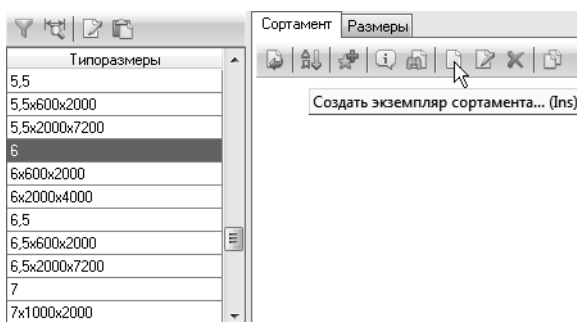 Типоразмеры
5,5
5,5x600x2000
5,5x2000x7200
6
6x600x2000
6x2000x4000
6,5
6,5x600x2000
6,5x2000x7200
7
7x1000x2000
Сортамент Размеры
Создать экземпляр сортамента... (Ins)